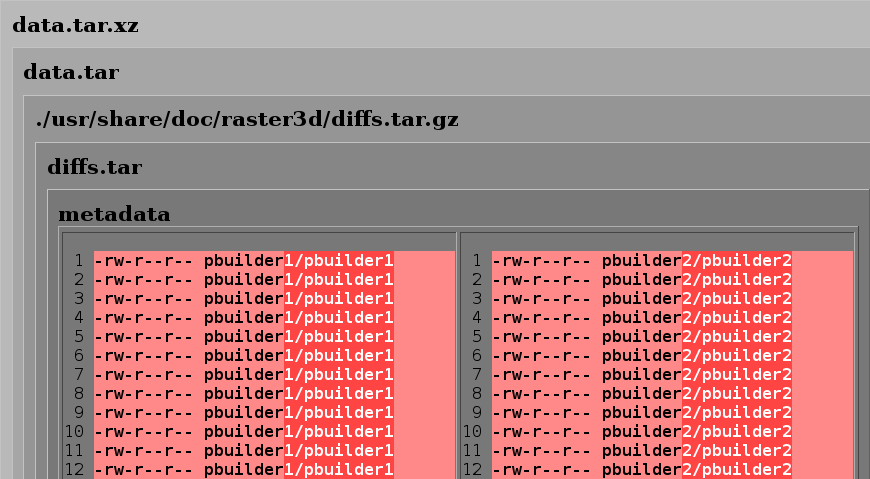 data.tar.xz
data.tar
./usr/share/doc/raster3d/diffs.tar.gz
diffs.tar
metadata
1 -rw-r--r-- pbuilder1/pbuilder1 1 -rw-r--r-- pbuilder2/pbuilder2
2 -rw-r--r-- pbuilder1/pbuilder1 2 -rw-r--r-- pbuilder2/pbuilder2
3 -rw-r--r-- pbuilder1/pbuilder1 3 -rw-r--r-- pbuilder2/pbuilder2
4 -rw-r--r-- pbuilder1/pbuilder1 4 -rw-r--r-- pbuilder2/pbuilder2
5 -rw-r--r-- pbuilder1/pbuilder1 5 -rw-r--r-- pbuilder2/pbuilder2
6 -rw-r--r-- pbuilder1/pbuilder1 6 -rw-r--r-- pbuilder2/pbuilder2
7 -rw-r--r-- pbuilder1/pbuilder1 7 -rw-r--r-- pbuilder2/pbuilder2
8 -rw-r--r-- pbuilder1/pbuilder1 8 -rw-r--r-- pbuilder2/pbuilder2
9 -rw-r--r-- pbuilder1/pbuilder1 9 -rw-r--r-- pbuilder2/pbuilder2
10 -rw-r--r-- pbuilder1/pbuilder1 10 -rw-r--r-- pbuilder2/pbuilder2
11 -rw-r--r-- pbuilder1/pbuilder1 11 -rw-r--r-- pbuilder2/pbuilder2
12 -rw-r--r-- pbuilder1/pbuilder1 12 -rw-r--r-- pbuilder2/pbuilder2